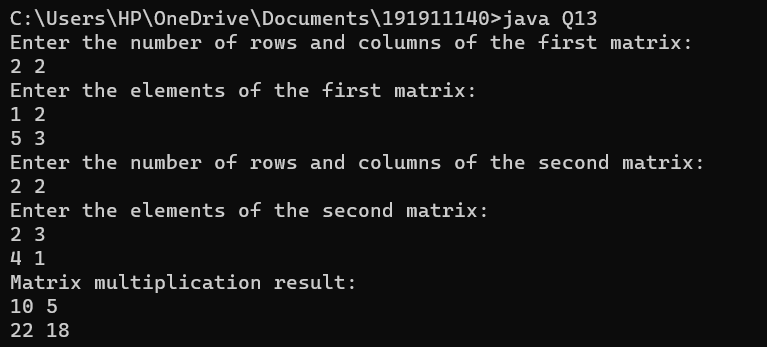 C:\Users\HP\OneDrive\Documents\191911140>java Q13
Enter the number of rows and columns of the first matrix:
2 2
Enter the elements of the first matrix:
1 2
5 3
Enter the number of rows and columns of the second matrix:
2 2
Enter the elements of the second matrix:
2 3
4 1
Matrix multiplication result:
10 5
22 18